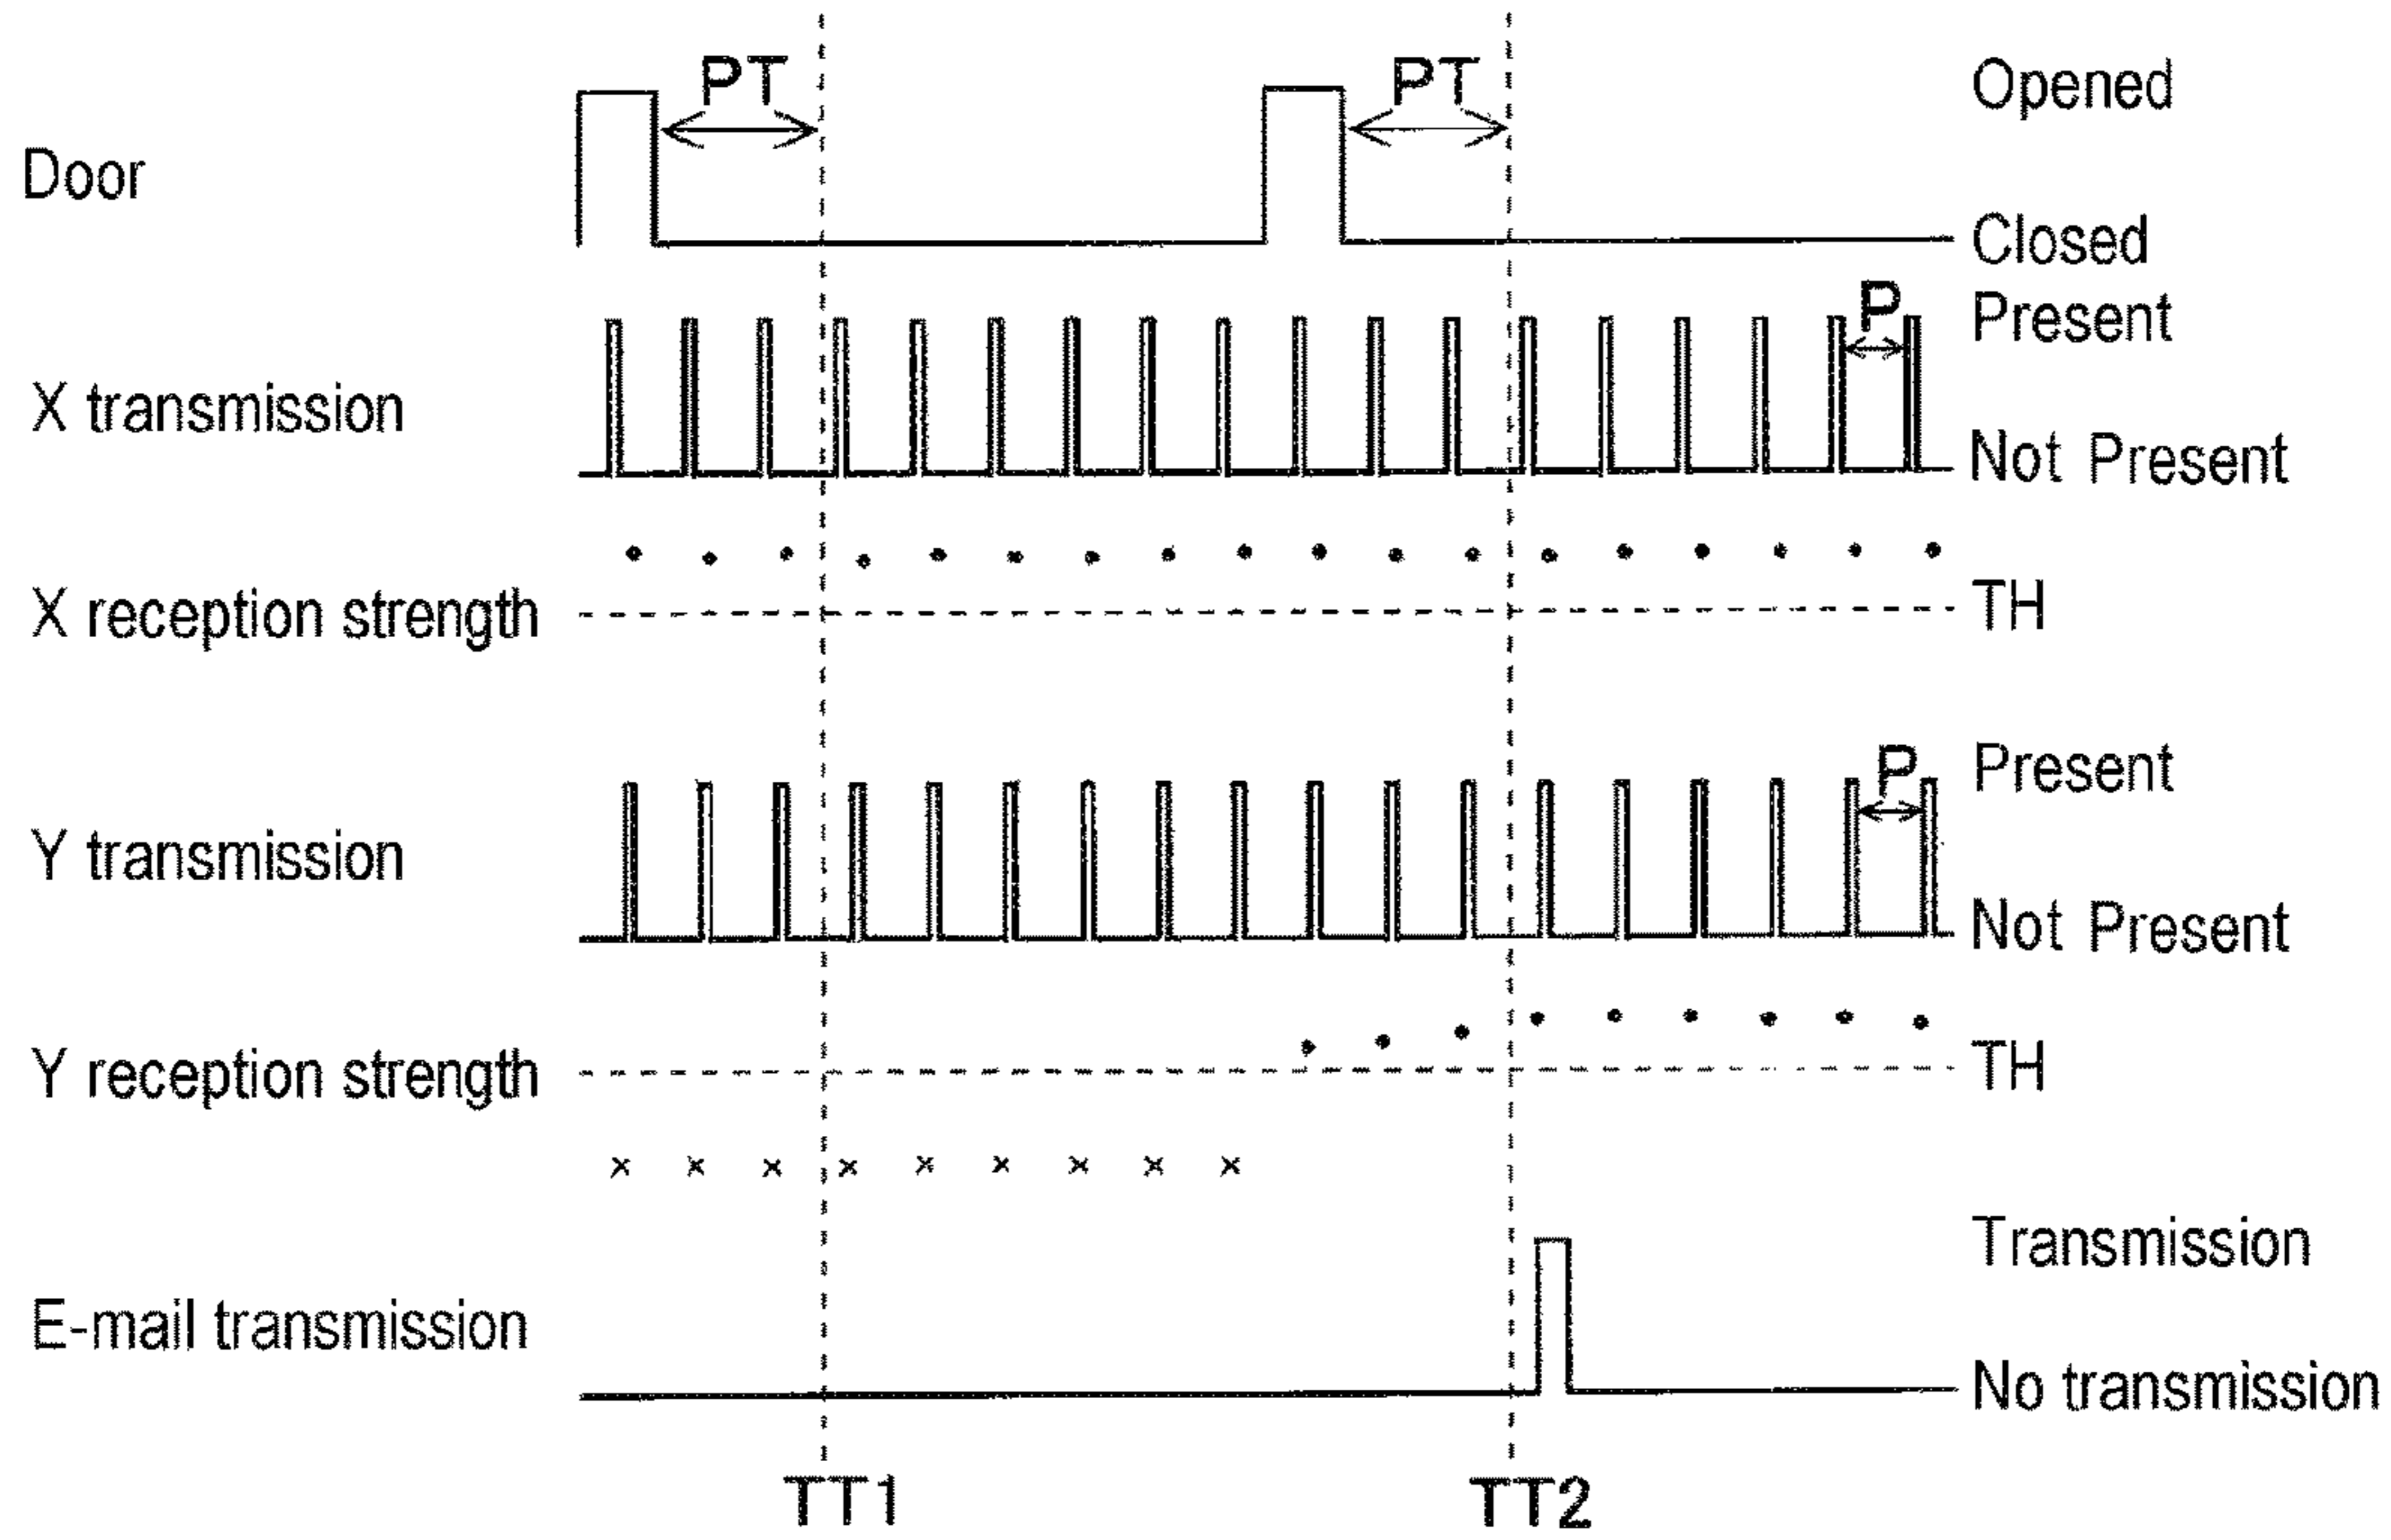 PT PT Opened
Door
Closed
P Present
X transmission
Not Present
X reception strength TH
P Present
Y transmission
Not Present
Y reception strength TH
Transmission
E-mail transmission
No transmission
TT1 TT2